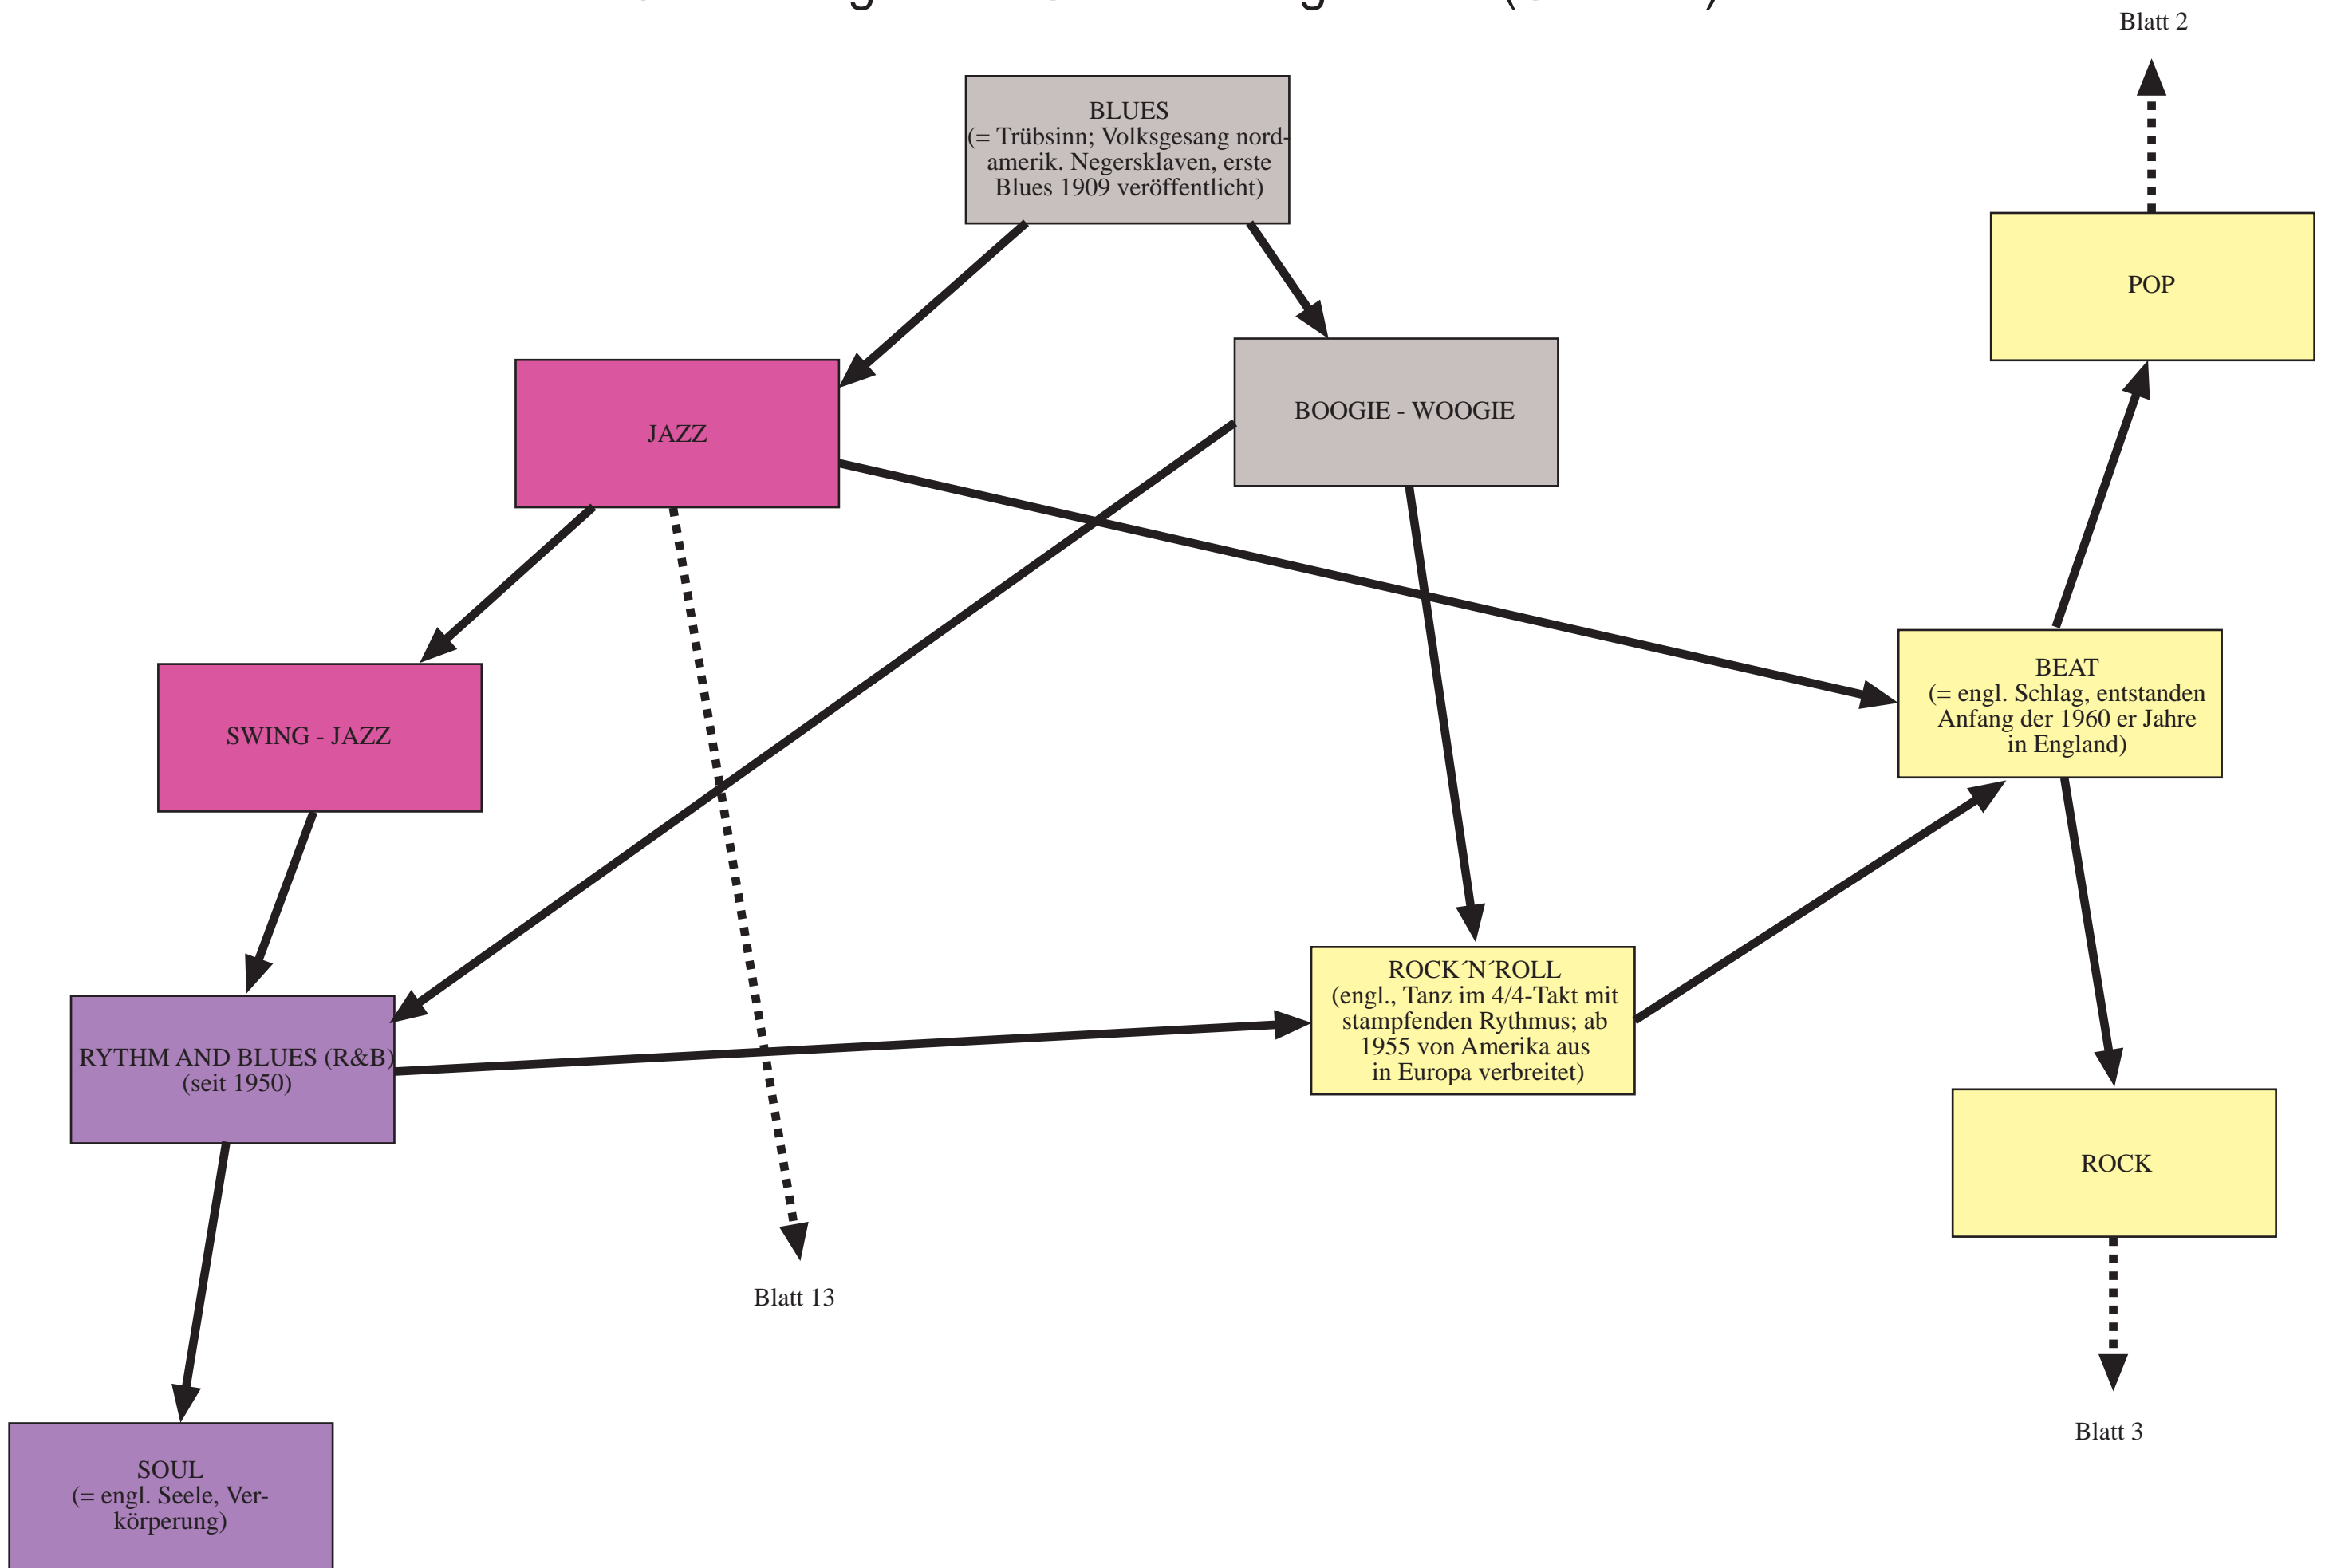 Blatt 2
BLUES
(= Trübsinn; Volksgesang nord-
amerik. Negersklaven, erste
Blues 1909 veröffentlicht)
POP
BOOGIE - WOOGIE
JAZZ
BEAT
(= engl. Schlag, entstanden
Anfang der 1960 er Jahre
in England)
SWING - JAZZ
ROCK´N´ROLL
(engl., Tanz im 4/4-Takt mit
stampfenden Rythmus; ab
1955 von Amerika aus
in Europa verbreitet)
RYTHM AND BLUES (R&B)
(seit 1950)
ROCK
Blatt 13
Blatt 3
SOUL
(= engl. Seele, Ver-
körperung)